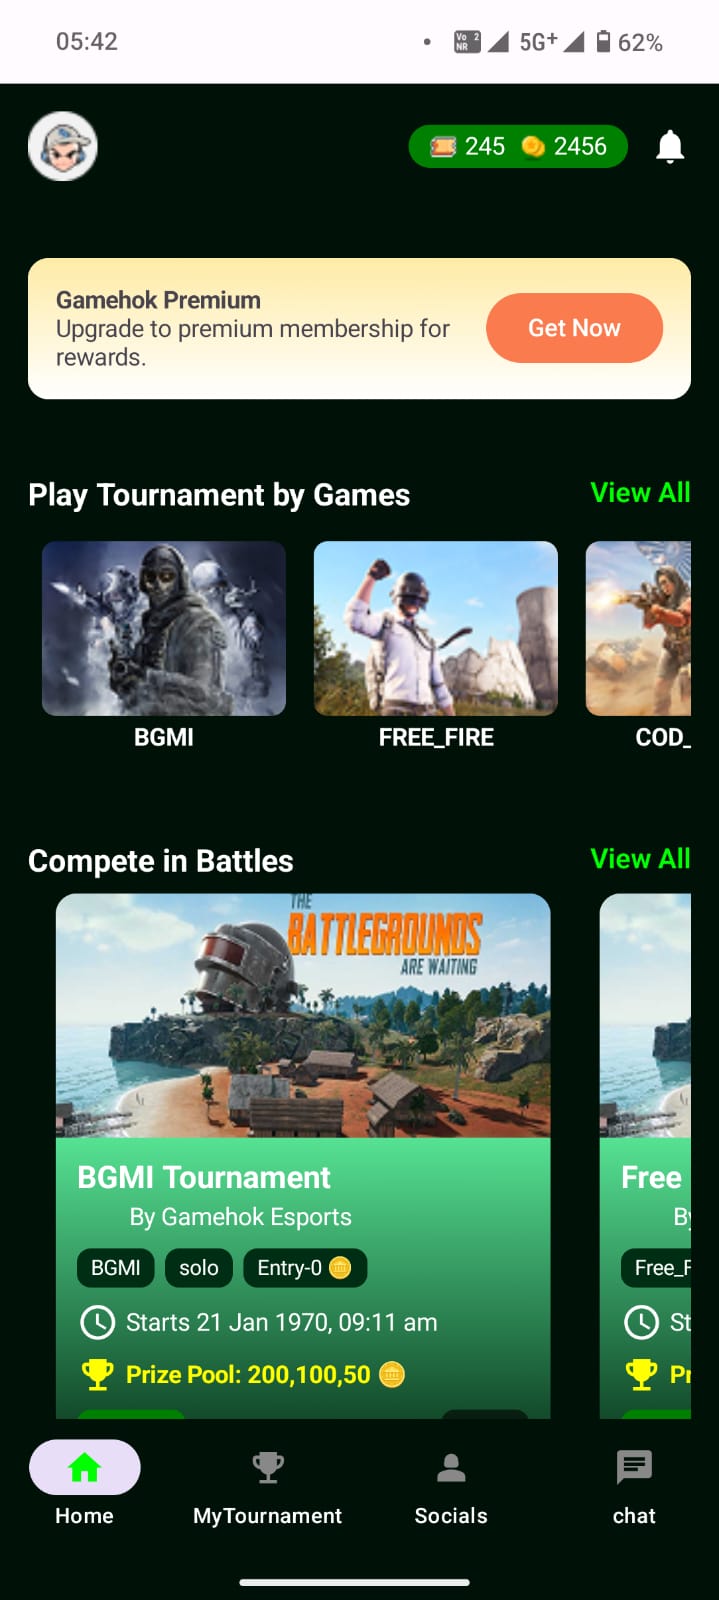 05:42
Vo 2
NR
5G+
62%
245
2456
Gamehok Premium
Upgrade to premium membership for
rewards.
Get Now
Play Tournament by Games
View All
BGMI
FREE_FIRE
COD_
Compete in Battles
View All
THE
BATTLEGROUNDS
ARE WAITING
BGMI Tournament
By Gamehok Esports
BGMI
solo
Entry-0
Starts 21 Jan 1970, 09:11 am
Prize Pool: 200,100,50
Free
By
Free_F
St
Pr
Home
MyTournament
Socials
chat